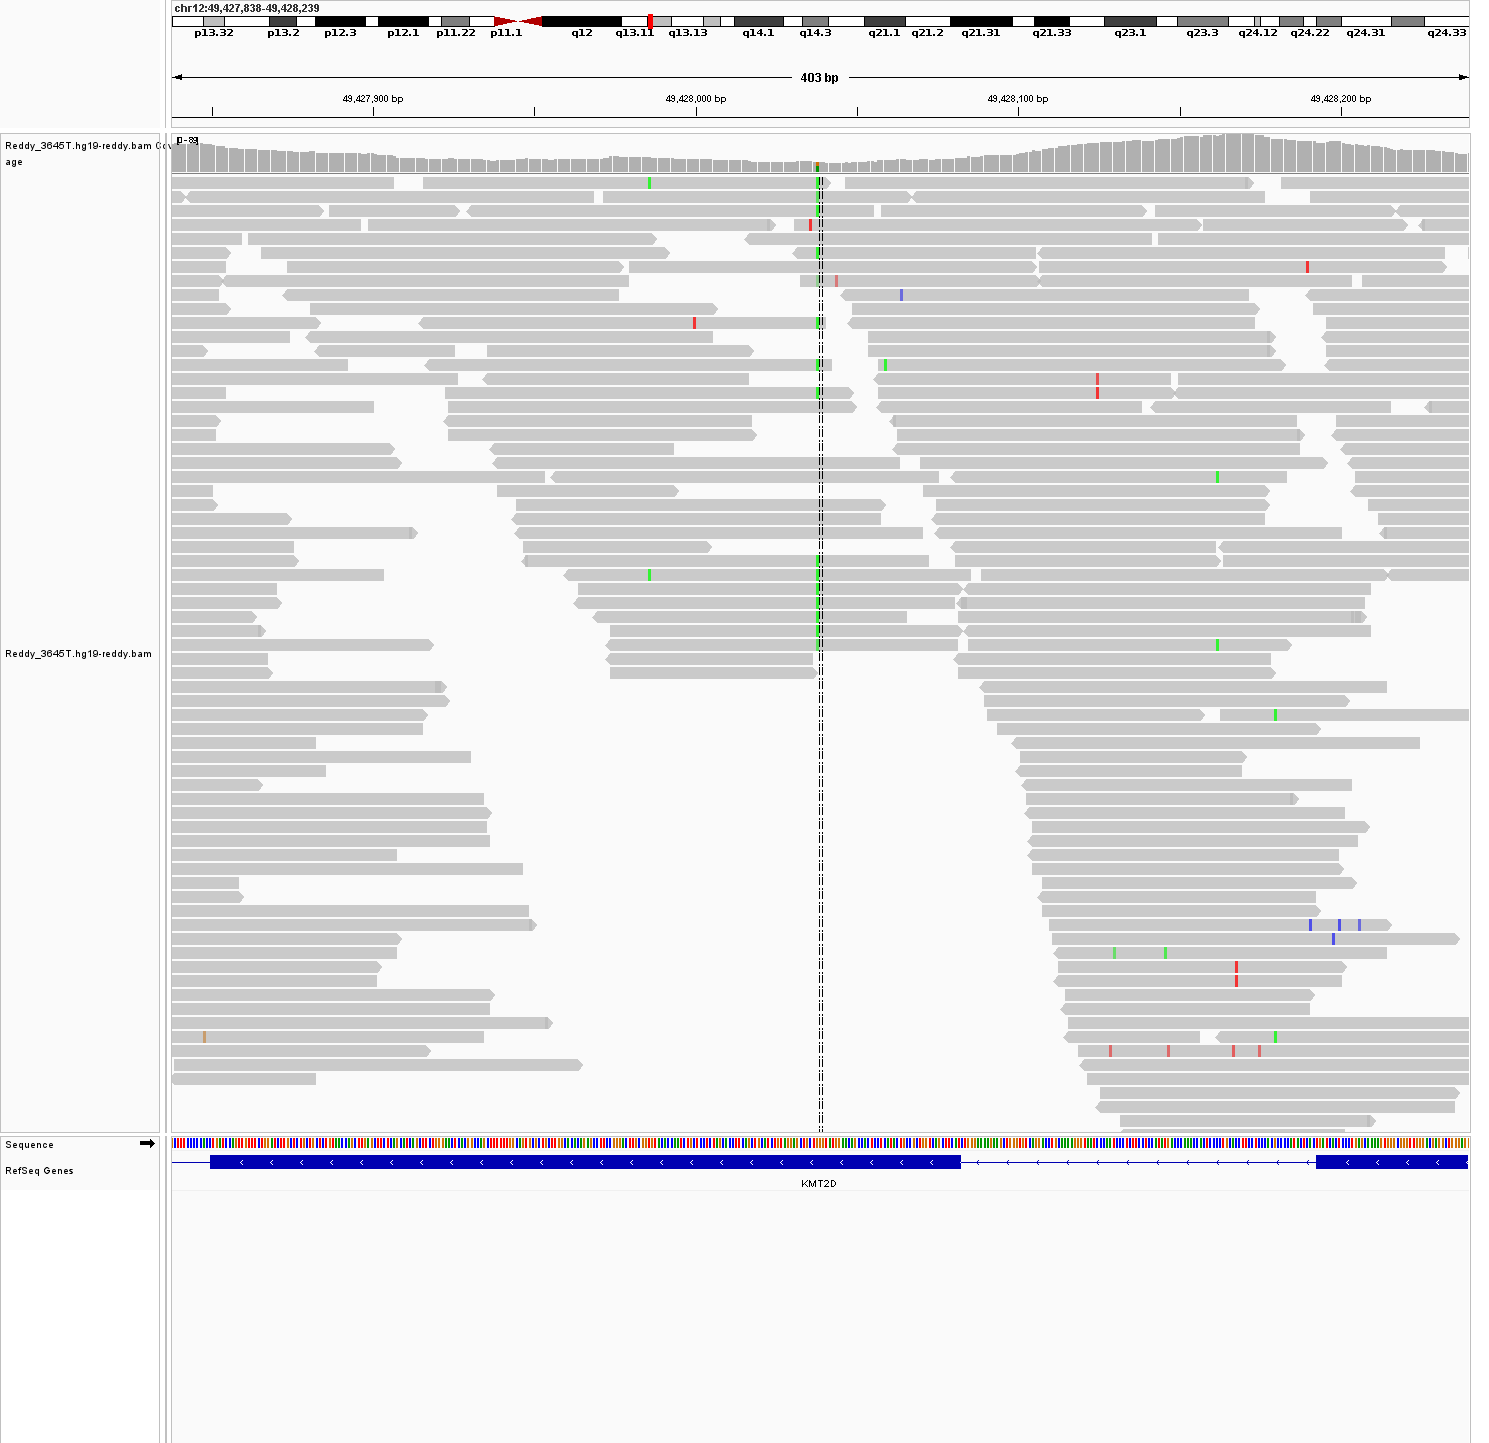 chr12:49,427,838-49,428,239
p13.32 p13.2 p12.3 p12.1 p11.22 p11.1 q12 q13.11 q13.13 q14.1 q14.3 q21.1 q21.2 q21.31 q21.33 q23.1 q23.3 q24.12 q24.22 q24.31 q24.33
403 bp
49,427,900 bp 49,428,000 bp 49,428,100 bp 49,428,200 bp
Reddy_3645T.hg19-reddy.bam
age
Reddy_3645T.hg19-reddy.bam
Sequence
RefSeq Genes
KMT2D